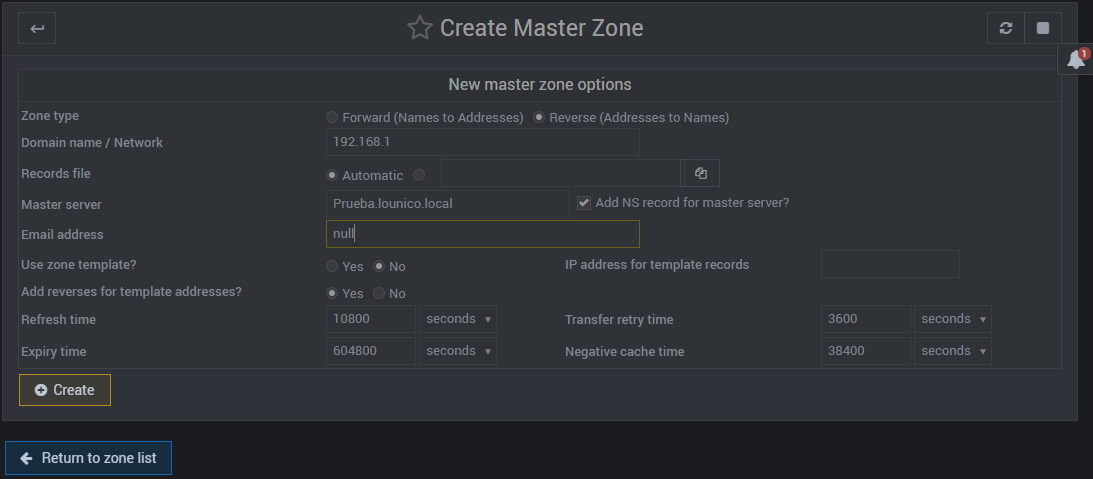 Create Master Zone
1
New master zone options
Zone type Forward (Names to Addresses) Reverse (Addresses to Names)
Domain name / Network 192.168.1
Records file Automatic
Master server Prueba.lounico.local Add NS record for master server?
Email address null
Use zone template? Yes No IP address for template records
Add reverses for template addresses? Yes No
Refresh time 10800 seconds Transfer retry time 3600 seconds
Expiry time 604800 seconds Negative cache time 38400 seconds
Create
Return to zone list